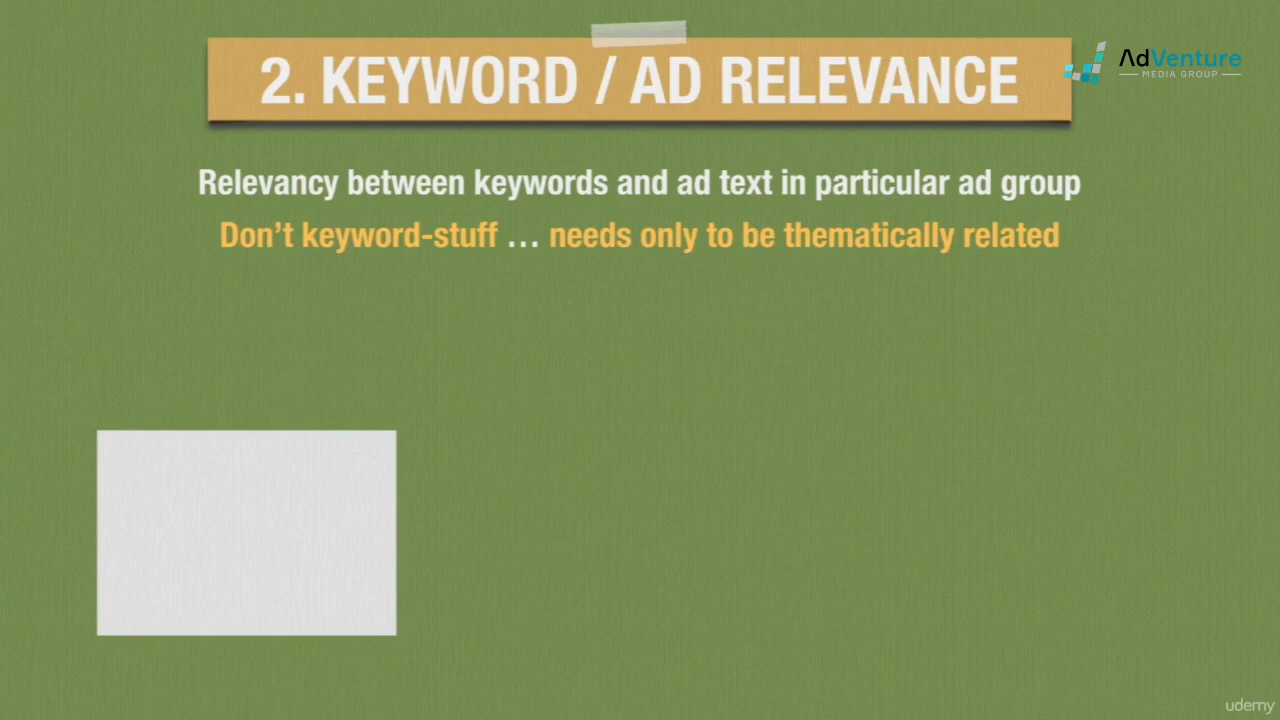 2. KEYWORD / AD RELEVANCE
AdVenture
MEDIA GROUP
Relevancy between keywords and ad text in particular ad group
Don’t keyword-stuff … needs only to be thematically related
udemy